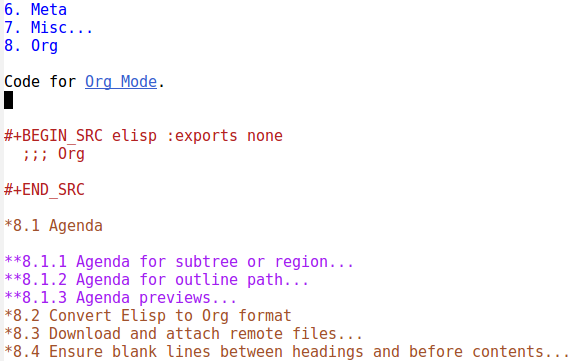 6. Meta
7. Misc...
8. Org
Code for Org Mode.
#+BEGIN_SRC elisp :exports none
;;; Org
#+END_SRC
*8.1 Agenda
**8.1.1 Agenda for subtree or region...
**8.1.2 Agenda for outline path...
**8.1.3 Agenda previews...
*8.2 Convert Elisp to Org format
*8.3 Download and attach remote files...
*8.4 Ensure blank lines between headings and before contents...